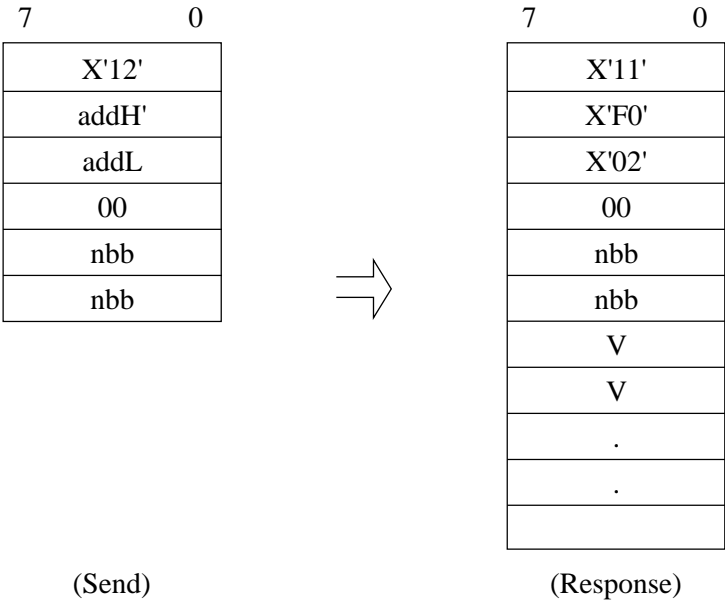 7 0
X'12'
addH'
addL
00
nbb
nbb
(Send)
7 0
X'11'
X'F0'
X'02'
00
nbb
nbb
V
V
.
.
(Response)